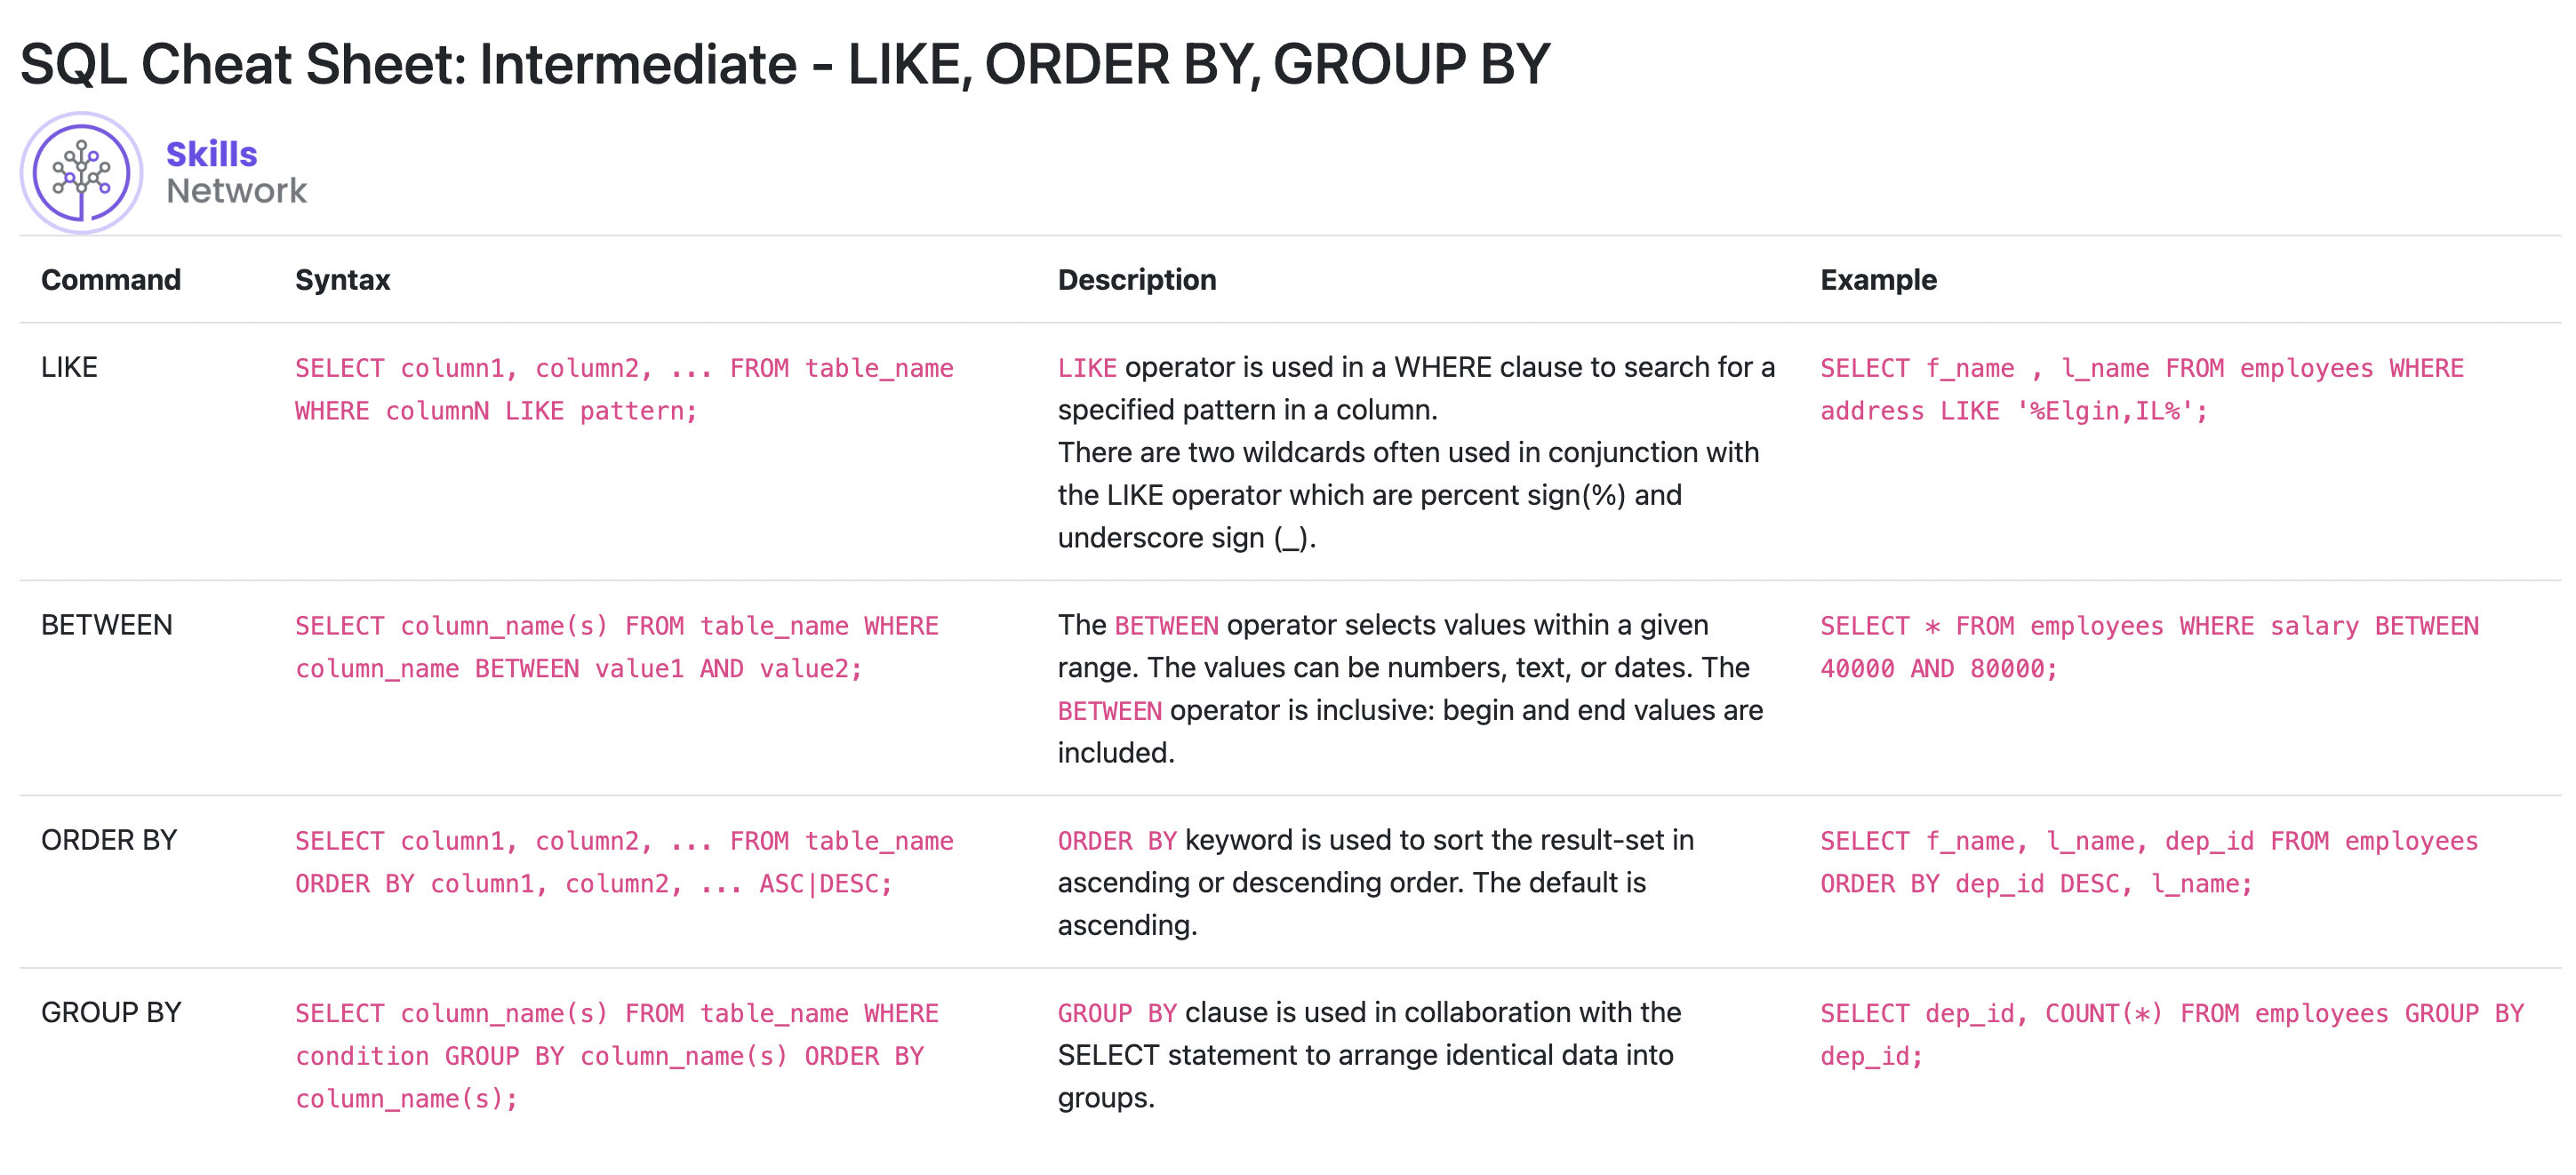 SQL Cheat Sheet: Intermediate - LIKE, ORDER BY, GROUP BY
Skills
Network
Command Syntax Description Example
LIKE
SELECT column1, column2, ... FROM table_name
WHERE columnN LIKE pattern;
LIKE operator is used in a WHERE clause to search for a
specified pattern in a column.
There are two wildcards often used in conjunction with
the LIKE operator which are percent sign(%) and
underscore sign (_).
SELECT f_name , l_name FROM employees WHERE
address LIKE '%Elgin,IL%';
BETWEEN
SELECT column_name(s) FROM table_name WHERE
column_name BETWEEN value1 AND value2;
The BETWEEN operator selects values within a given
range. The values can be numbers, text, or dates. The
BETWEEN operator is inclusive: begin and end values are
included.
SELECT * FROM employees WHERE salary BETWEEN
40000 AND 80000;
ORDER BY
SELECT column1, column2, ... FROM table_name
ORDER BY column1, column2, ... ASC|DESC;
ORDER BY keyword is used to sort the result-set in
ascending or descending order. The default is
ascending.
SELECT f_name, l_name, dep_id FROM employees
ORDER BY dep_id DESC, l_name;
GROUP BY
SELECT column_name(s) FROM table_name WHERE
condition GROUP BY column_name(s) ORDER BY
column_name(s);
GROUP BY clause is used in collaboration with the
SELECT statement to arrange identical data into
groups.
SELECT dep_id, COUNT(*) FROM employees GROUP BY
dep_id;